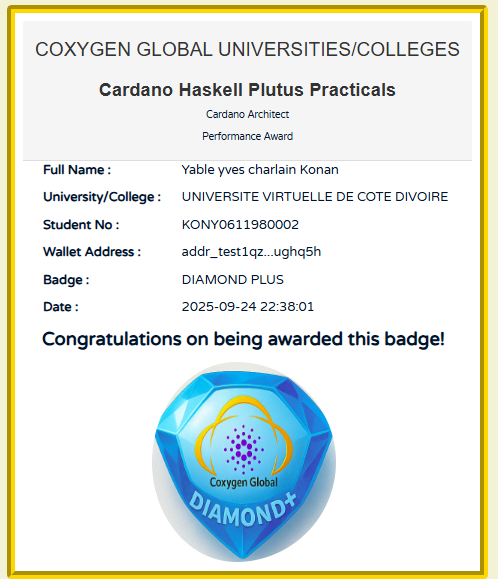 COXYGEN GLOBAL UNIVERSITIES/COLLEGES
Cardano Haskell Plutus Practicals
Cardano Architect
Performance Award
Full Name : Yable yves charlain Konan
University/College : UNIVERSITE VIRTUELLE DE COTE DIVOIRE
Student No : KONY0611980002
Wallet Address : addr_test1qz...ughq5h
Badge : DIAMOND PLUS
Date : 2025-09-24 22:38:01
Congratulations on being awarded this badge!
Coxygen Global
DIAMOND+